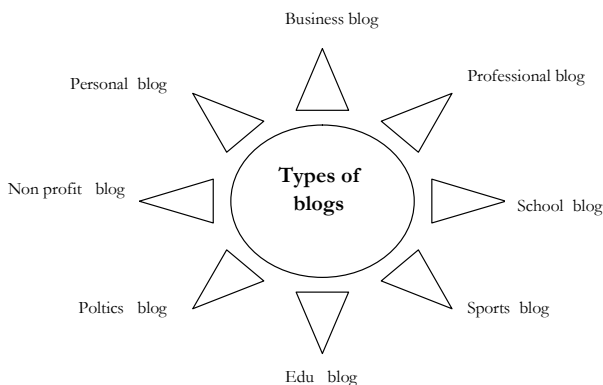 Business blog
Personal blog
Professional blog
Types of
blogs
Non profit blog
School blog
Poltics blog
Sports blog
Edu blog